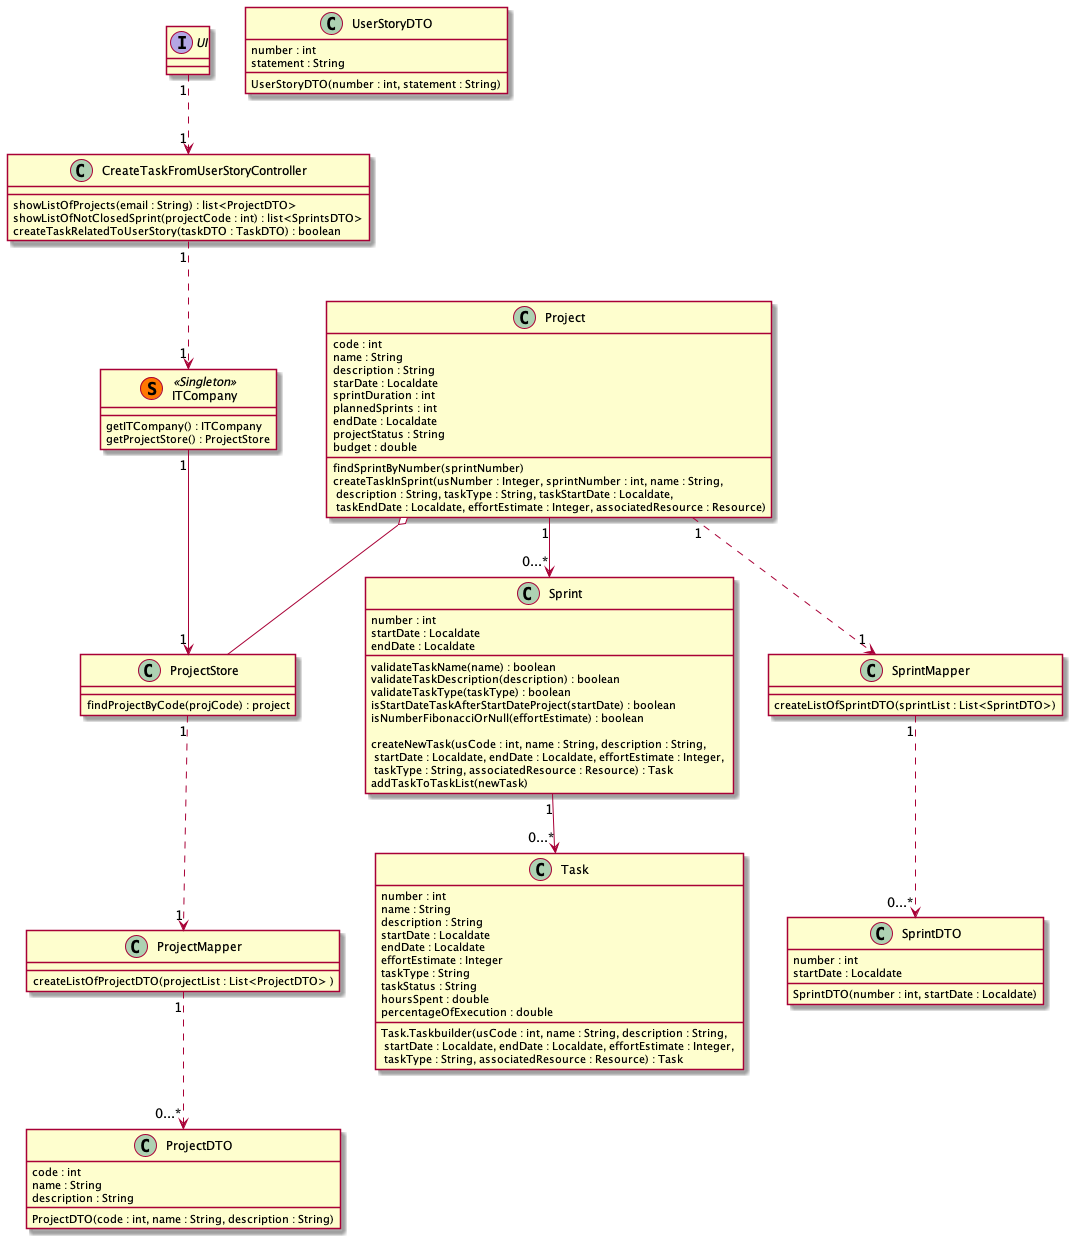 I UI
C UserStoryDTO
number : int
statement : String
UserStoryDTO(number : int, statement : String)
1
1
C CreateTaskFromUserStoryController
showListOfProjects(email : String) : list<ProjectDTO>
showListOfNotClosedSprint(projectCode : int) : list<SprintsDTO>
createTaskRelatedToUserStory(taskDTO : TaskDTO) : boolean
1
1
S «Singleton»
ITCompany
getITCompany() : ITCompany
getProjectStore() : ProjectStore
1
C Project
code : int
name : String
description : String
starDate : Localdate
sprintDuration : int
plannedSprints : int
endDate : Localdate
projectStatus : String
budget : double
findSprintByNumber(sprintNumber)
createTaskInSprint(usNumber : Integer, sprintNumber : int, name : String,
description : String, taskType : String, taskStartDate : Localdate,
taskEndDate : Localdate, effortEstimate : Integer, associatedResource : Resource)
1
1
0...*
1
1
C Sprint
number : int
startDate : Localdate
endDate : Localdate
validateTaskName(name) : boolean
validateTaskDescription(description) : boolean
validateTaskType(taskType) : boolean
isStartDateTaskAfterStartDateProject(startDate) : boolean
isNumberFibonacciOrNull(effortEstimate) : boolean
createNewTask(usCode : int, name : String, description : String,
startDate : Localdate, endDate : Localdate, effortEstimate : Integer,
taskType : String, associatedResource : Resource) : Task
addTaskToTaskList(newTask)
C ProjectStore
findProjectByCode(projCode) : project
C SprintMapper
createListOfSprintDTO(sprintList : List<SprintDTO>)
1
1
1
0...*
1
0...*
C Task
number : int
name : String
description : String
startDate : Localdate
endDate : Localdate
effortEstimate : Integer
taskType : String
taskStatus : String
hoursSpent : double
percentageOfExecution : double
Task.Taskbuilder(usCode : int, name : String, description : String,
startDate : Localdate, endDate : Localdate, effortEstimate : Integer,
taskType : String, associatedResource : Resource) : Task
C ProjectMapper
createListOfProjectDTO(projectList : List<ProjectDTO> )
C SprintDTO
number : int
startDate : Localdate
SprintDTO(number : int, startDate : Localdate)
1
0...*
C ProjectDTO
code : int
name : String
description : String
ProjectDTO(code : int, name : String, description : String)